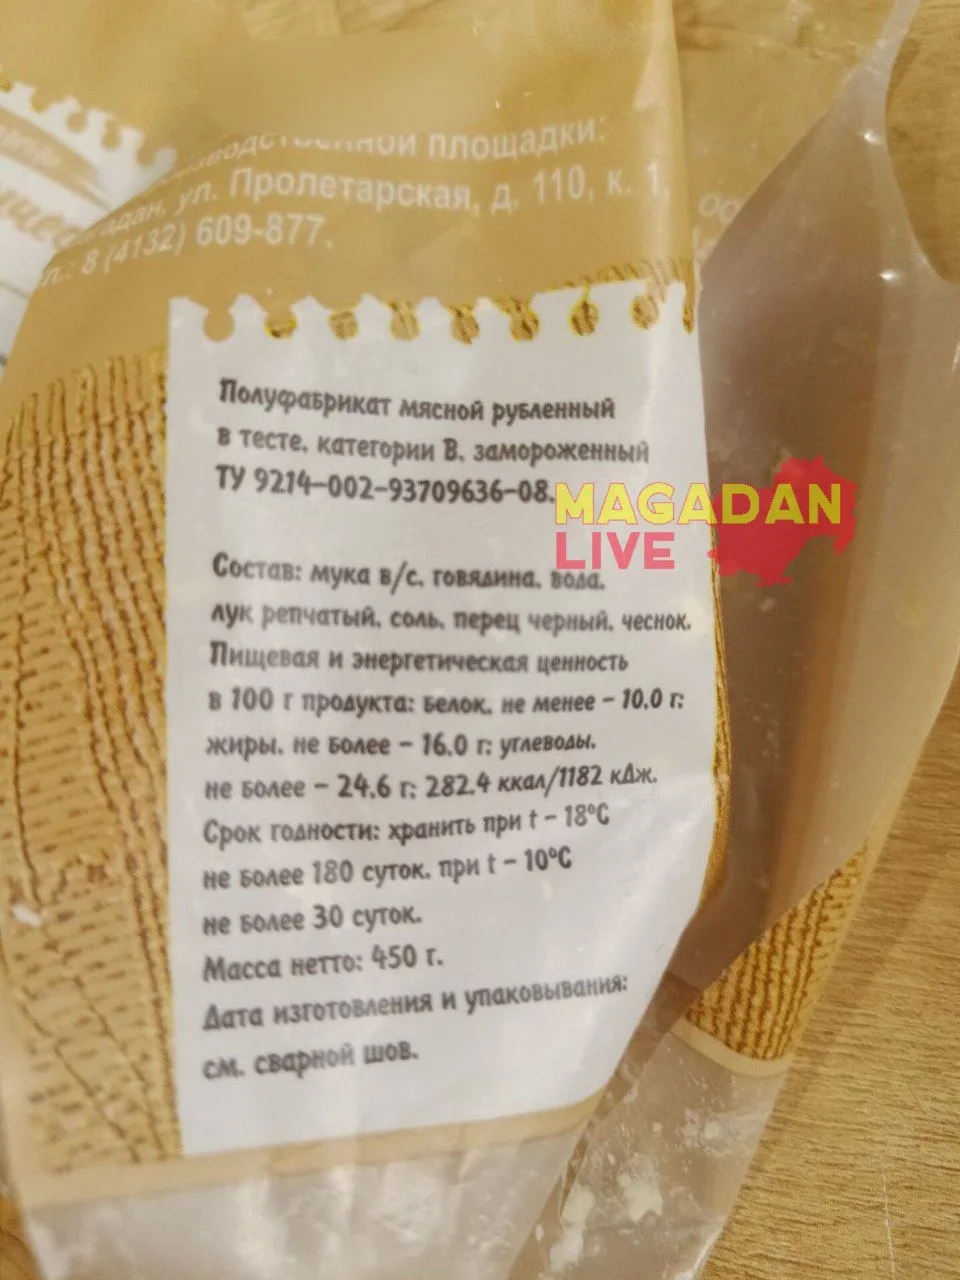 площадки:
ул. Пролетарская, д. 110, к. 1,
8 (4132) 609-877.
Полуфабрикат мясной рубленный
в тесте, категории В, замороженный
ТУ 9214-002-93709636-08.
MAGADAN
LIVE
Состав: мука в/с, говядина, вода,
лук репчатый, соль, перец черный, чеснок.
Пищевая и энергетическая ценность
в 100 г продукта: белок, не менее – 10,0 г;
жиры, не более – 16,0 г; углеводы,
не более – 24,6 г; 282,4 ккал/1182 кДж.
Срок годности: хранить при t – 18°С
не более 180 суток, при t – 10°С
не более 30 суток.
Масса нетто: 450 г.
Дата изготовления и упаковывания:
см. сварной шов.